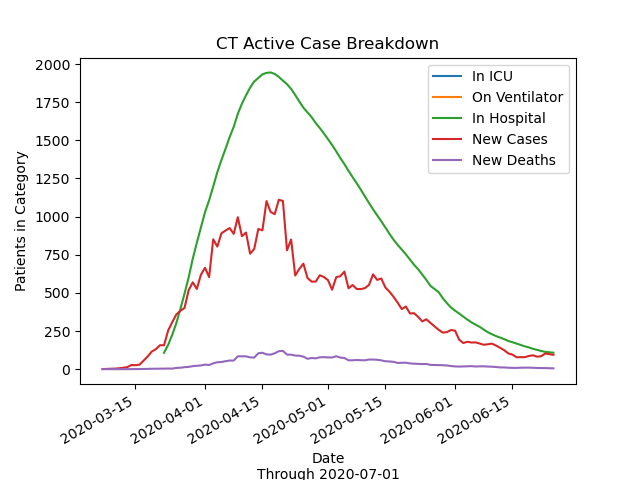 CT Active Case Breakdown
2000
1750
1500
1250
1000
750
500
250
0
Patients in Category
In ICU
On Ventilator
In Hospital
New Cases
New Deaths
2020-03-15
2020-04-01
2020-04-15
2020-05-01
2020-05-15
2020-06-01
2020-06-15
Date
Through 2020-07-01